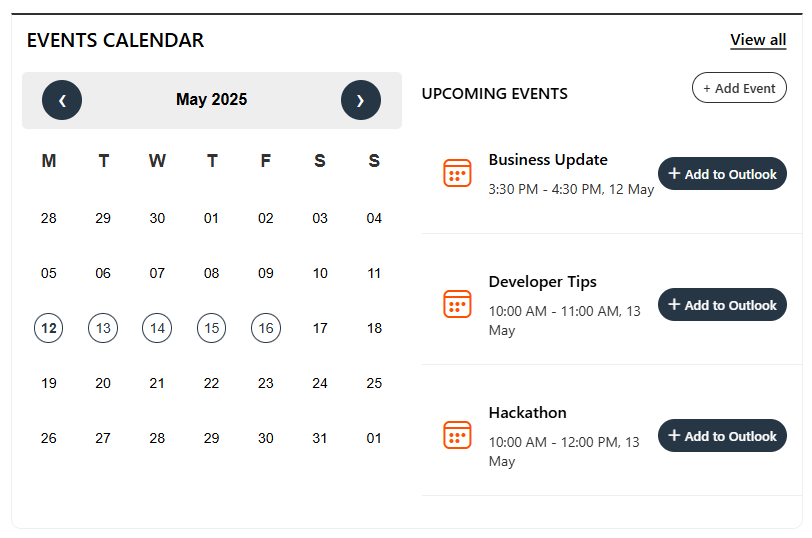 EVENTS CALENDAR
View all
❮ May 2025 ❯
M T W T F S S
28 29 30 01 02 03 04
05 06 07 08 09 10 11
12 13 14 15 16 17 18
19 20 21 22 23 24 25
26 27 28 29 30 31 01
UPCOMING EVENTS
+ Add Event
Business Update
3:30 PM - 4:30 PM, 12 May
+ Add to Outlook
Developer Tips
10:00 AM - 11:00 AM, 13
May
+ Add to Outlook
Hackathon
10:00 AM - 12:00 PM, 13
May
+ Add to Outlook